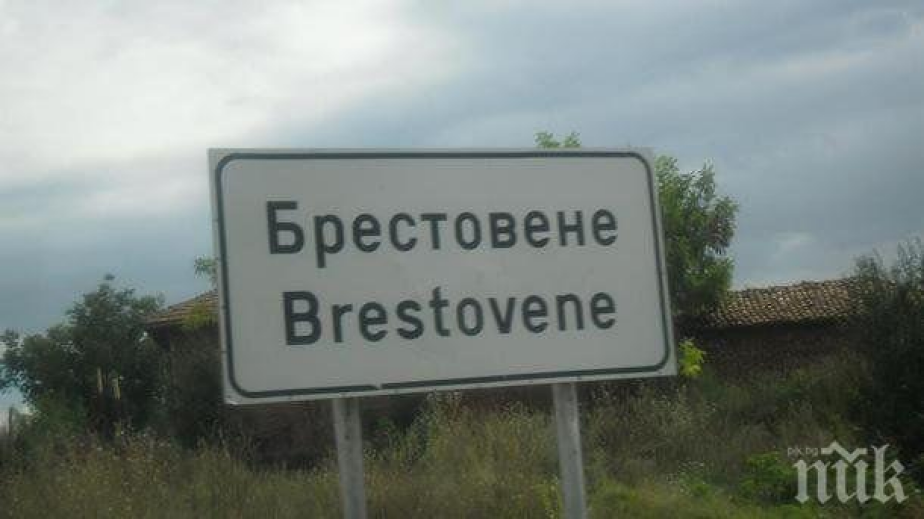 Брестовене
Brestovene
pik.bg
пик